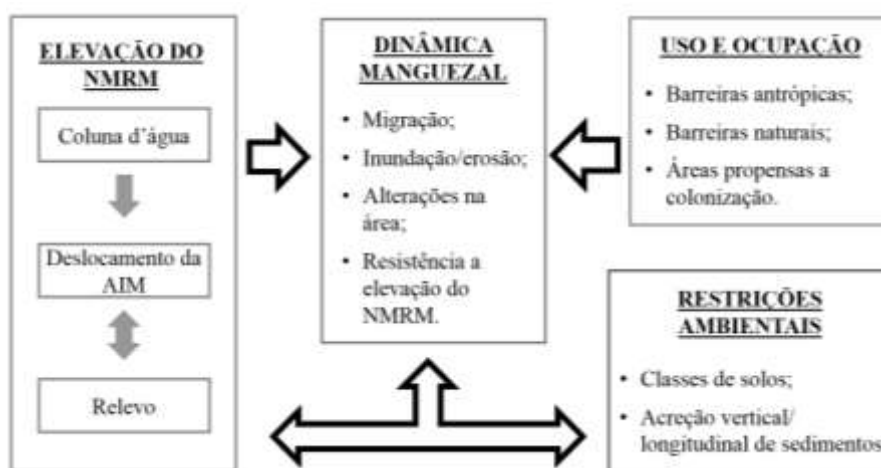 ELEVAÇÃO DO
NMRM
Coluna d'água
Deslocamento da
AIM
Relevo
DINÂMICA
MANGUEZAL
• Migração;
• Inundação/erosão;
• Alterações na
área;
• Resistência a
elevação do
NMRM.
USO E OCUPAÇÃO
• Barreiras antrópicas;
• Barreiras naturais;
• Áreas propensas a
colonização.
RESTRIÇÕES
AMBIENTAIS
• Classes de solos;
• Acreção vertical/
longitudinal de sedimentos